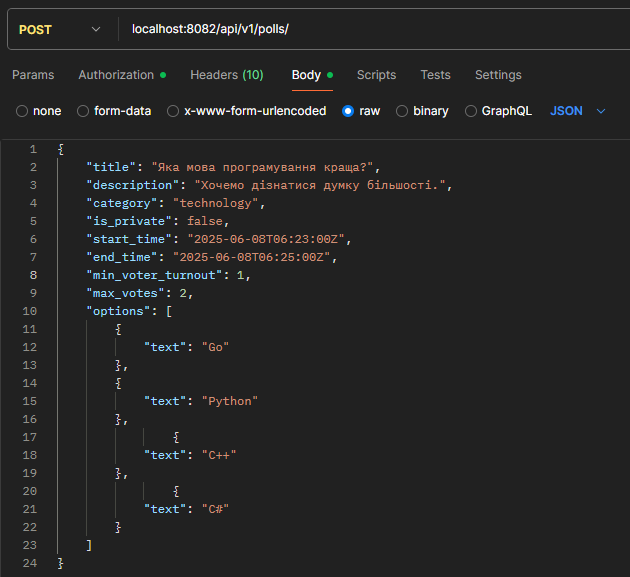 POST localhost:8082/api/v1/polls/
Params Authorization Headers (10) Body Scripts Tests Settings
none form-data x-www-form-urlencoded raw binary GraphQL JSON
1 {
2 "title": "Яка мова програмування краща?",
3 "description": "Хочемо дізнатися думку більшості.",
4 "category": "technology",
5 "is_private": false,
6 "start_time": "2025-06-08T06:23:00Z",
7 "end_time": "2025-06-08T06:25:00Z",
8 "min_voter_turnout": 1,
9 "max_votes": 2,
10 "options": [
11 {
12 "text": "Go"
13 },
14 {
15 "text": "Python"
16 },
17 {
18 "text": "C++"
19 },
20 {
21 "text": "C#"
22 }
23 ]
24 }